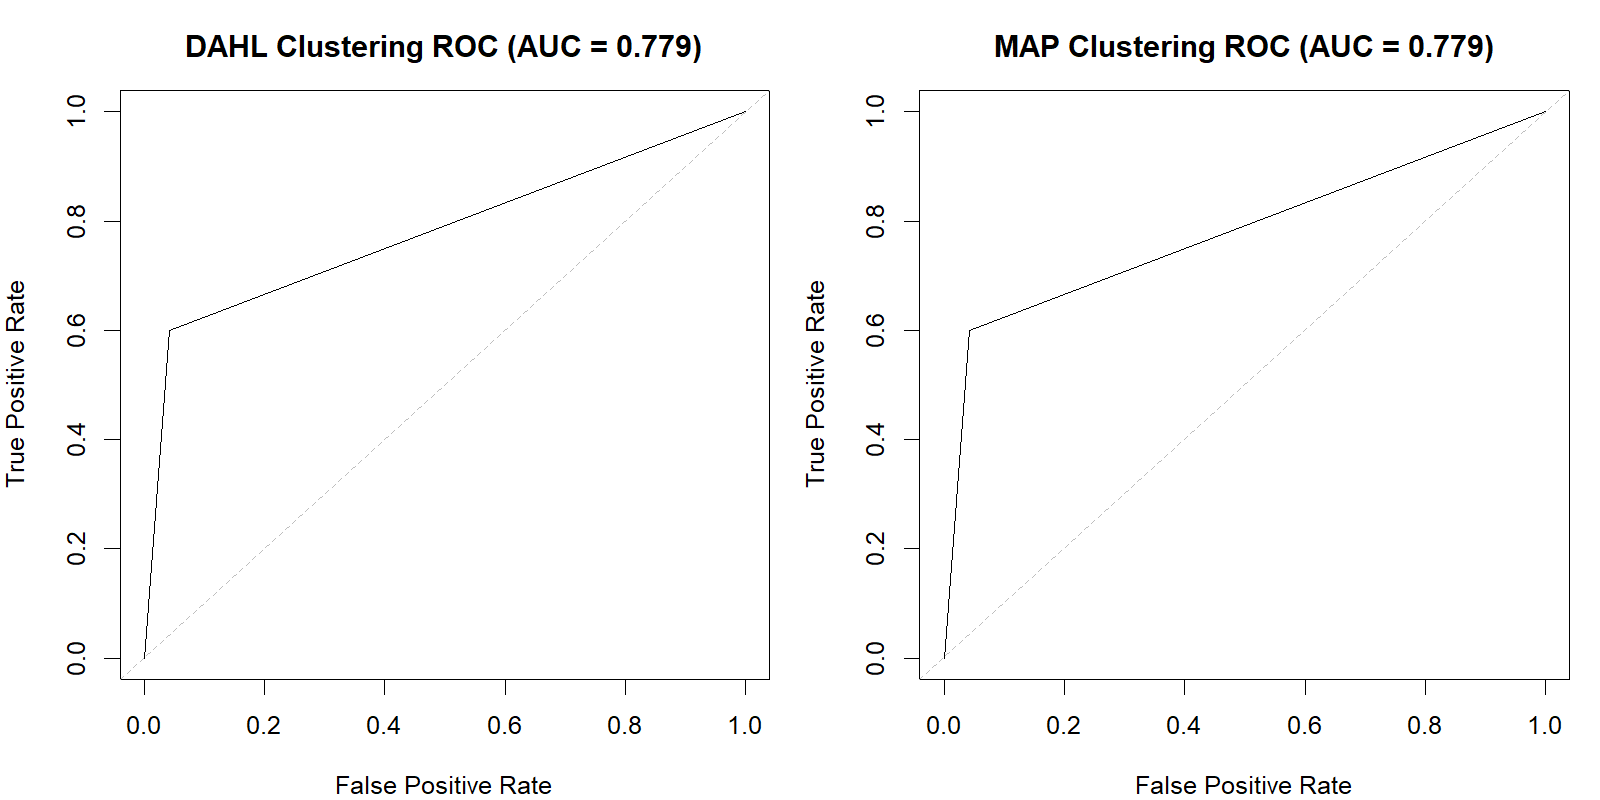 DAHL Clustering ROC (AUC = 0.779)
True Positive Rate
1.0
0.8
0.6
0.4
0.2
0.0
0.0 0.2 0.4 0.6 0.8 1.0
False Positive Rate
MAP Clustering ROC (AUC = 0.779)
True Positive Rate
1.0
0.8
0.6
0.4
0.2
0.0
0.0 0.2 0.4 0.6 0.8 1.0
False Positive Rate